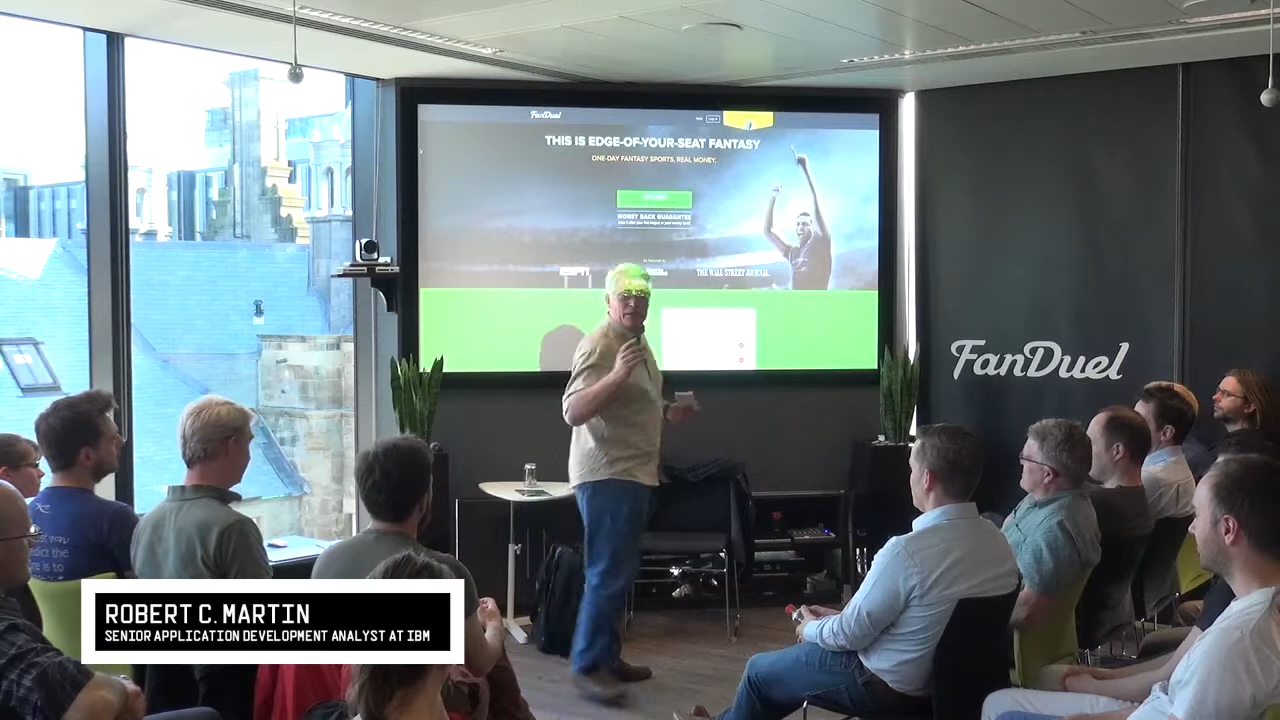 FanDuel
THIS IS EDGE-OF-YOUR-SEAT FANTASY
ONE-DAY FANTASY SPORTS. REAL MONEY.
MONEY BACK GUARANTEE
ESPN
THE WALL STREET JOURNAL
FanDuel
ROBERT C. MARTIN
SENIOR APPLICATION DEVELOPMENT ANALYST AT IBM